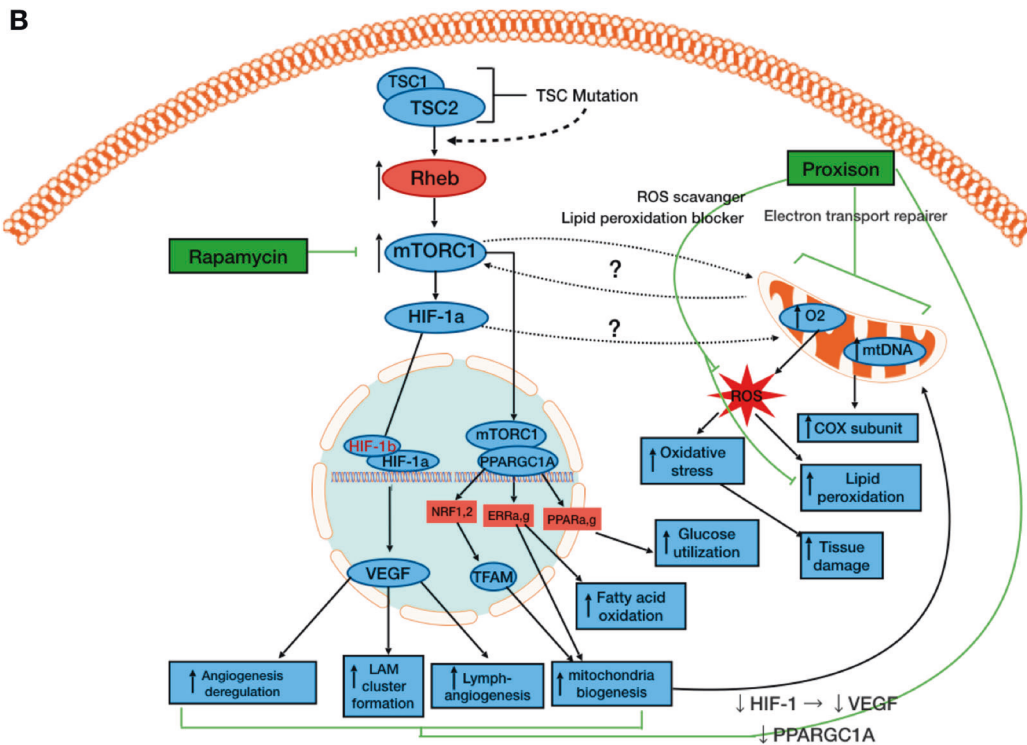 B
TSC1
TSC2
TSC Mutation
Rheb
Proxison
ROS scavanger
Lipid peroxidation blocker
Electron transport repairer
Rapamycin
mTORC1
?
HIF-1a
?
O2
mtDNA
ROS
COX subunit
Oxidative
stress
Lipid
peroxidation
HIF-1b
HIF-1a
mTORC1
PPARGC1A
NRF1,2
ERRa,g
PPARa,g
Glucose
utilization
Tissue
damage
VEGF
TFAM
Fatty acid
oxidation
Angiogenesis
deregulation
LAM
cluster
formation
Lymph-
angiogenesis
mitochondria
biogenesis
↓ HIF-1 → ↓ VEGF
↓ PPARGC1A